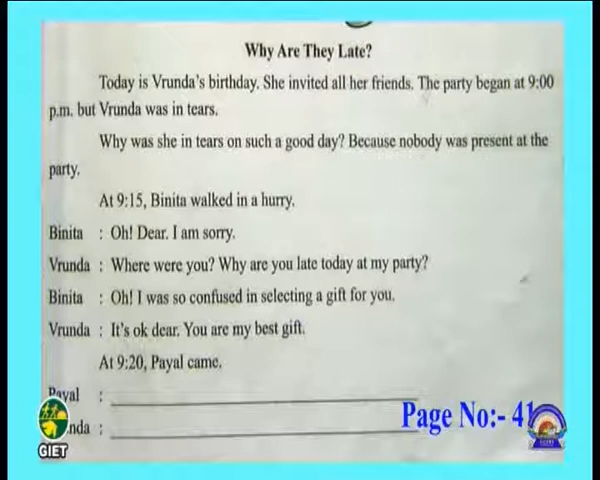 Why Are They Late?
Today is Vrunda's birthday. She invited all her friends. The party began at 9:00
p.m. but Vrunda was in tears.
Why was she in tears on such a good day? Because nobody was present at the
party.
At 9:15, Binita walked in a hurry.
Binita : Oh! Dear. I am sorry.
Vrunda : Where were you? Why are you late today at my party?
Binita : Oh! I was so confused in selecting a gift for you.
Vrunda : It's ok dear. You are my best gift.
At 9:20, Payal came.
Payal :
nda :
Page No:- 41
GIET